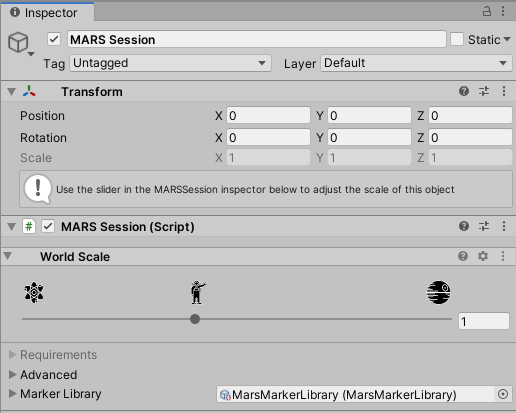 Inspector
MARS Session
Static
Tag Untagged Layer Default
Transform
Position X 0 Y 0 Z 0
Rotation X 0 Y 0 Z 0
Scale X 1 Y 1 Z 1
Use the slider in the MARSSession inspector below to adjust the scale of this object
# MARS Session (Script)
World Scale
1
Requirements
Advanced
Marker Library MarsMarkerLibrary (MarsMarkerLibrary)